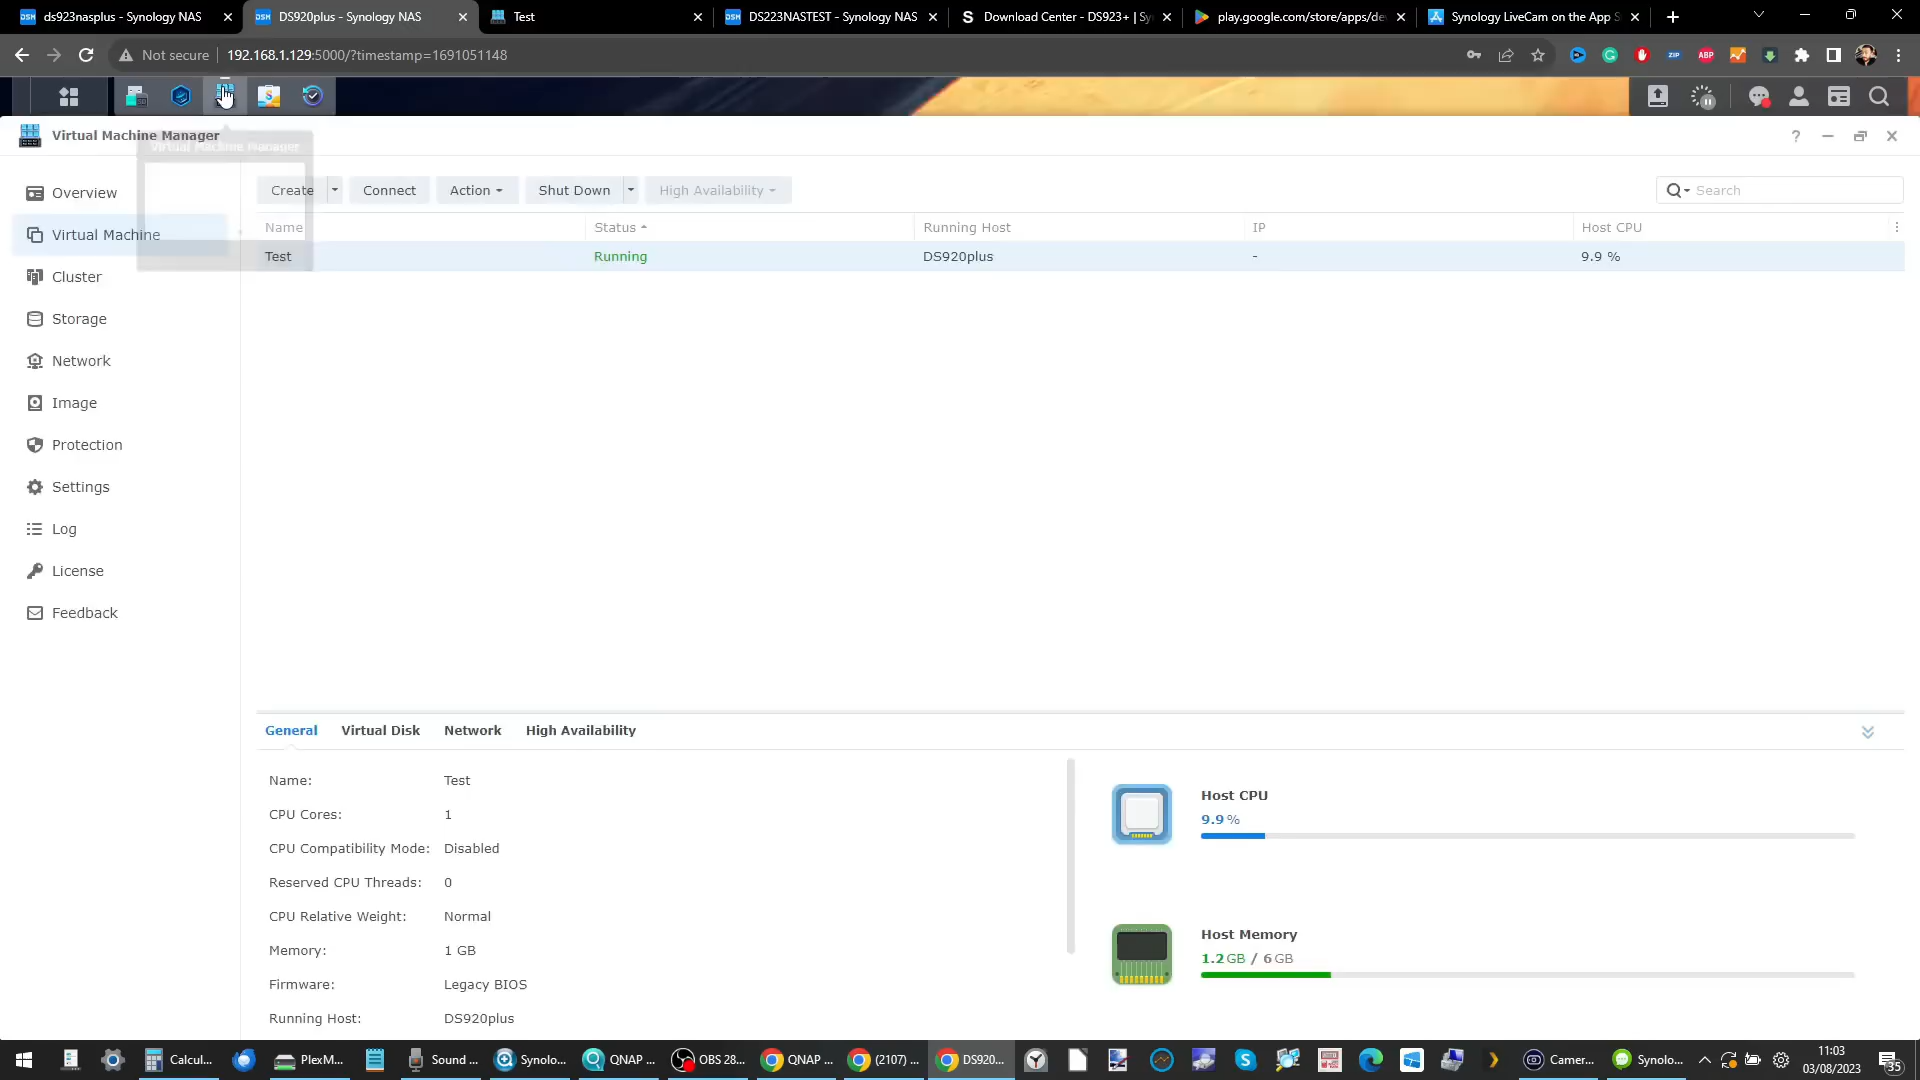 ds923nasplus - Synology NAS
DS920plus - Synology NAS
Test
DS223NASTEST - Synology NAS
Download Center - DS923+ | Sy
play.google.com/store/apps/de
Synology LiveCam on the App S
Not secure
192.168.1.129:5000/?timestamp=1691051148
ZIP
ABP
Virtual Machine Manager
Virtual Machine Manager
Overview
Virtual Machine
Cluster
Storage
Network
Image
Protection
Settings
Log
License
Feedback
Create
Connect
Action
Shut Down
High Availability
Search
Name
Status
Running Host
IP
Host CPU
Test
Running
DS920plus
-
9.9 %
General
Virtual Disk
Network
High Availability
Name:
Test
CPU Cores:
1
CPU Compatibility Mode:
Disabled
Reserved CPU Threads:
0
CPU Relative Weight:
Normal
Memory:
1 GB
Firmware:
Legacy BIOS
Running Host:
DS920plus
Host CPU
9.9 %
Host Memory
1.2 GB / 6 GB
Calcul...
PlexM...
Sound ...
Synolo...
QNAP ...
OBS 28...
QNAP ...
(2107) ...
DS920...
Camer...
Synolo...
11:03
03/08/2023
35